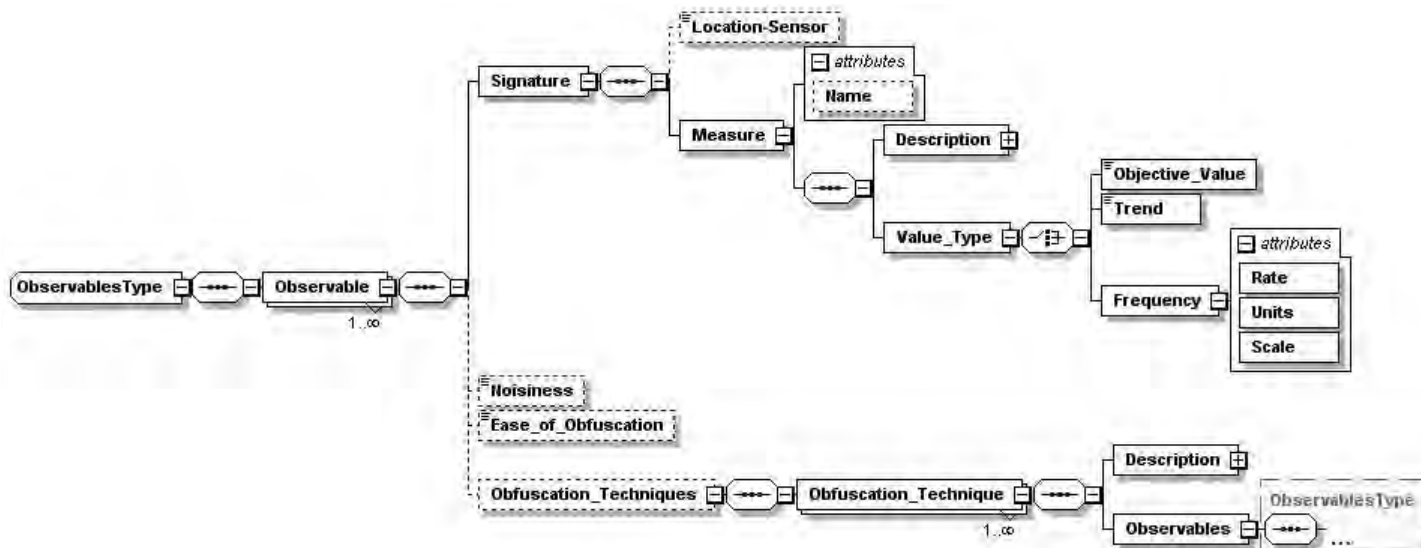 Location-Sensor
attributes
Signature
Name
Measure
Description
Objective_Value
Trend
Value_Type
attributes
ObservablesType
Observable
Rate
Frequency
Units
1..∞
Scale
Noisiness
Ease_of_Obfuscation
Description
Obfuscation_Techniques
Obfuscation_Technique
ObservablesType
1..∞
Observables
...